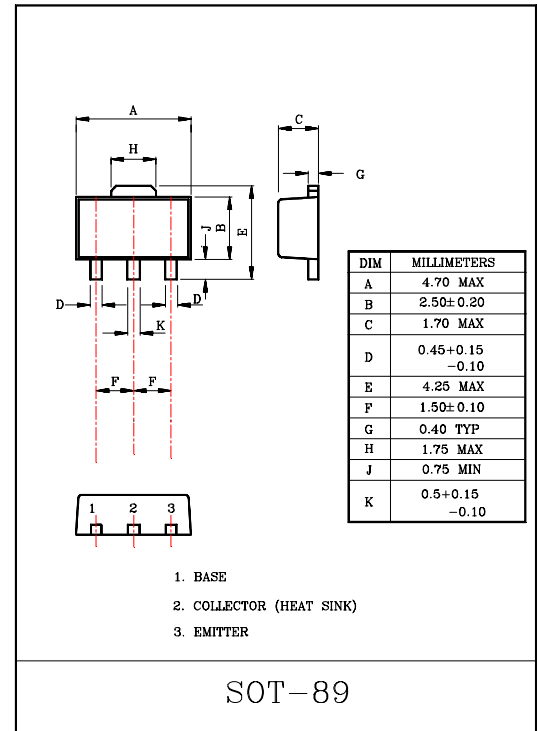 A
H
C
G
J
B
E
D
D
K
F
F
DIM MILLIMETERS
A 4.70 MAX
B 2.50±0.20
C 1.70 MAX
D 0.45+0.15
−0.10
E 4.25 MAX
F 1.50±0.10
G 0.40 TYP
H 1.75 MAX
J 0.75 MIN
K 0.5+0.15
−0.10
1 2 3
1. BASE
2. COLLECTOR (HEAT SINK)
3. EMITTER
SOT−89